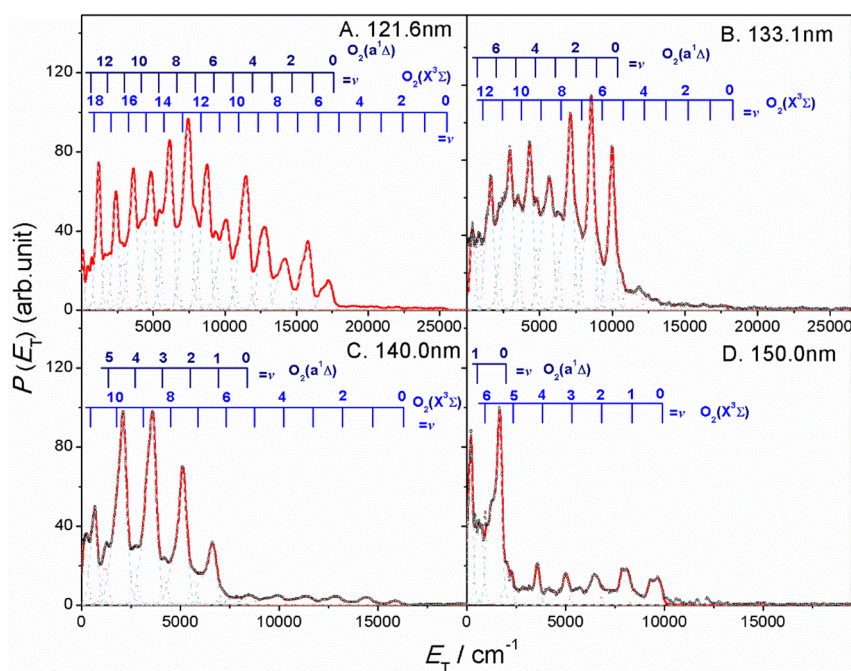 A. 121.6nm
12 10 8 6 4 2 0 O₂(a¹Δ)
=v O₂(X³Σ)
18 16 14 12 10 8 6 4 2 0
=v
B. 133.1nm
6 4 2 0 O₂(a¹Δ)
=v
12 10 8 6 4 2 0 =v O₂(X³Σ)
120
80
40
0
5000 10000 15000 20000 25000
0 5000 10000 15000 20000 25000
P(E_T) (arb.unit)
C. 140.0nm
5 4 3 2 1 0
=v O₂(a¹Δ)
10 8 6 4 2 0 O₂(X³Σ)
=v
D. 150.0nm
1 0
=v O₂(a¹Δ)
6 5 4 3 2 1 0
=v O₂(X³Σ)
120
80
40
0
0 5000 10000 15000
0 5000 10000 15000
E_T / cm⁻¹